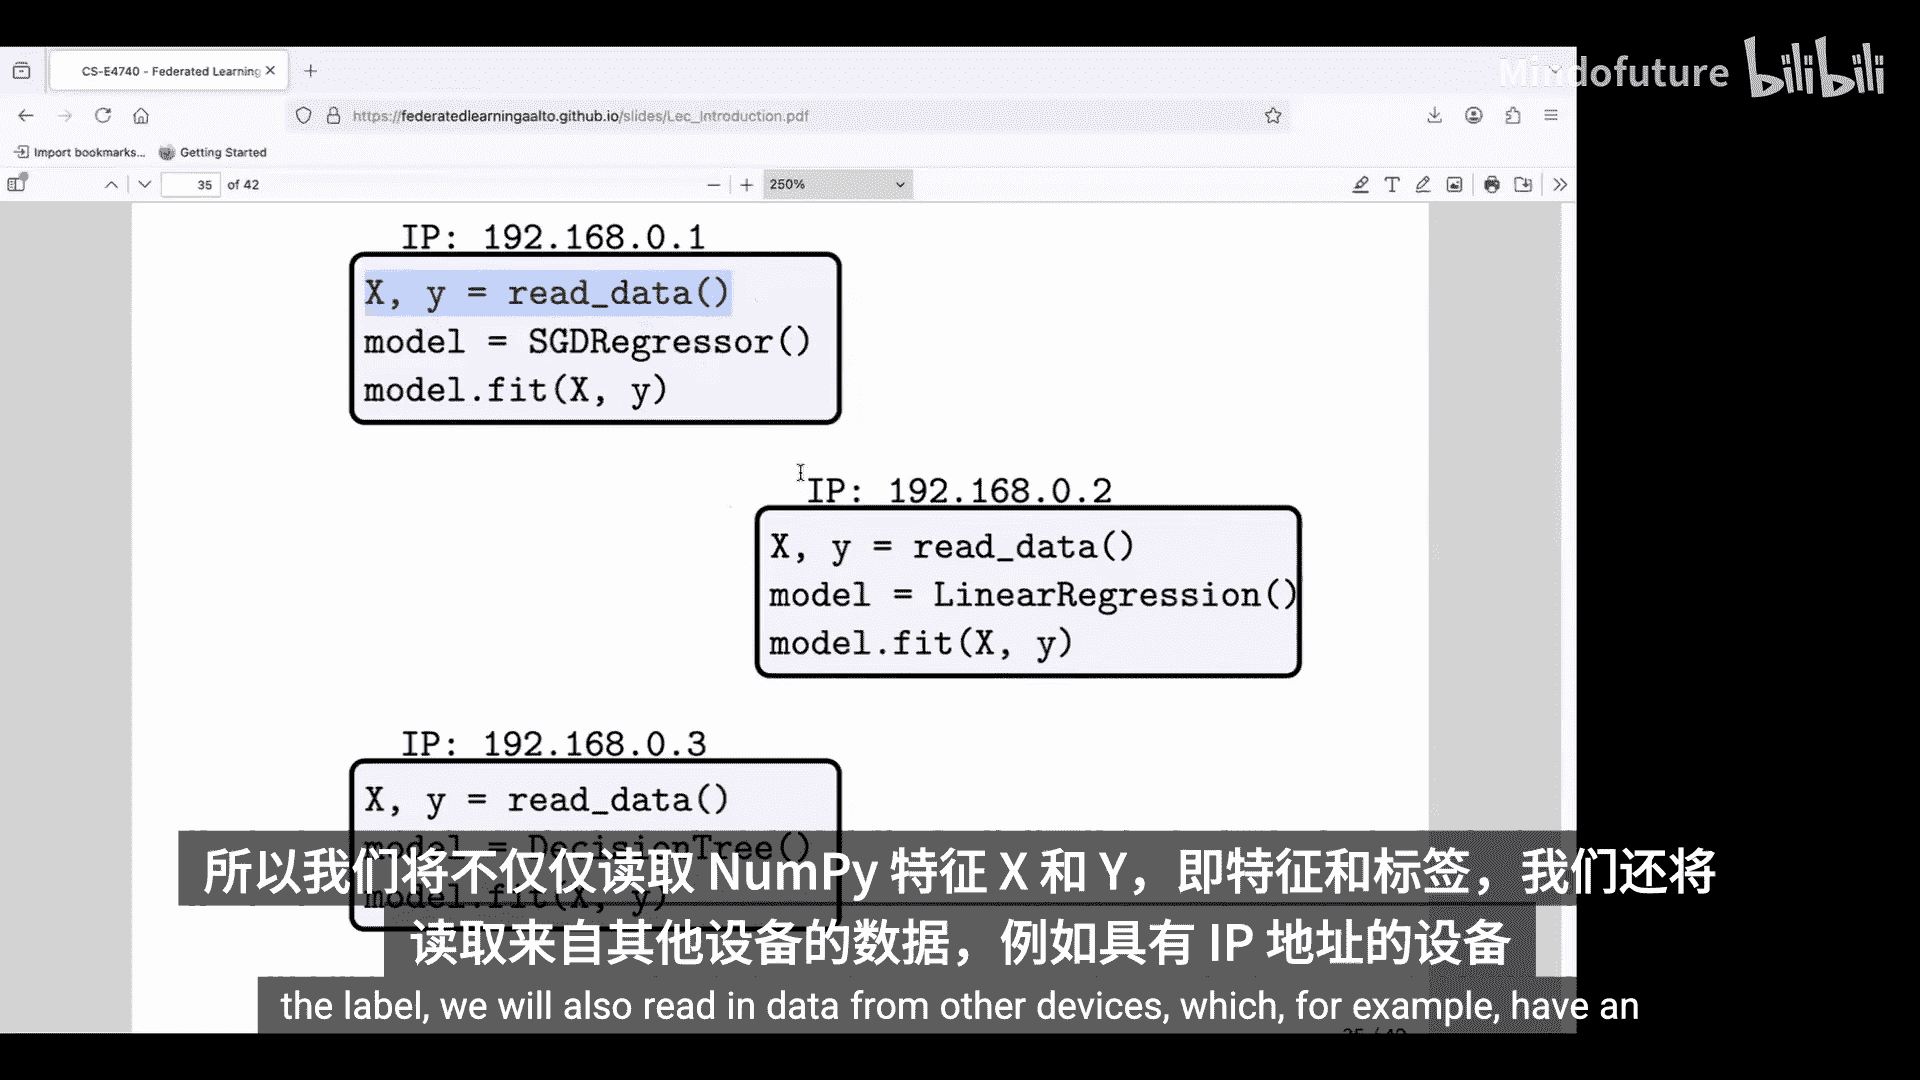 Mindofuture bilibili
CS-E4740 - Federated Learning
https://federatedlearningaalto.github.io/slides/Lec_Introduction.pdf
Import bookmarks... Getting Started
35 of 42
250%
IP: 192.168.0.1
X, y = read_data()
model = SGDRegressor()
model.fit(X, y)
IP: 192.168.0.2
X, y = read_data()
model = LinearRegression()
model.fit(X, y)
IP: 192.168.0.3
X, y = read_data()
model = DecisionTree()
model.fit(X, y)
所以我们将不仅仅读取 NumPy 特征 X 和 Y，即特征和标签，我们还将
读取来自其他设备的数据，例如具有 IP 地址的设备
the label, we will also read in data from other devices, which, for example, have an